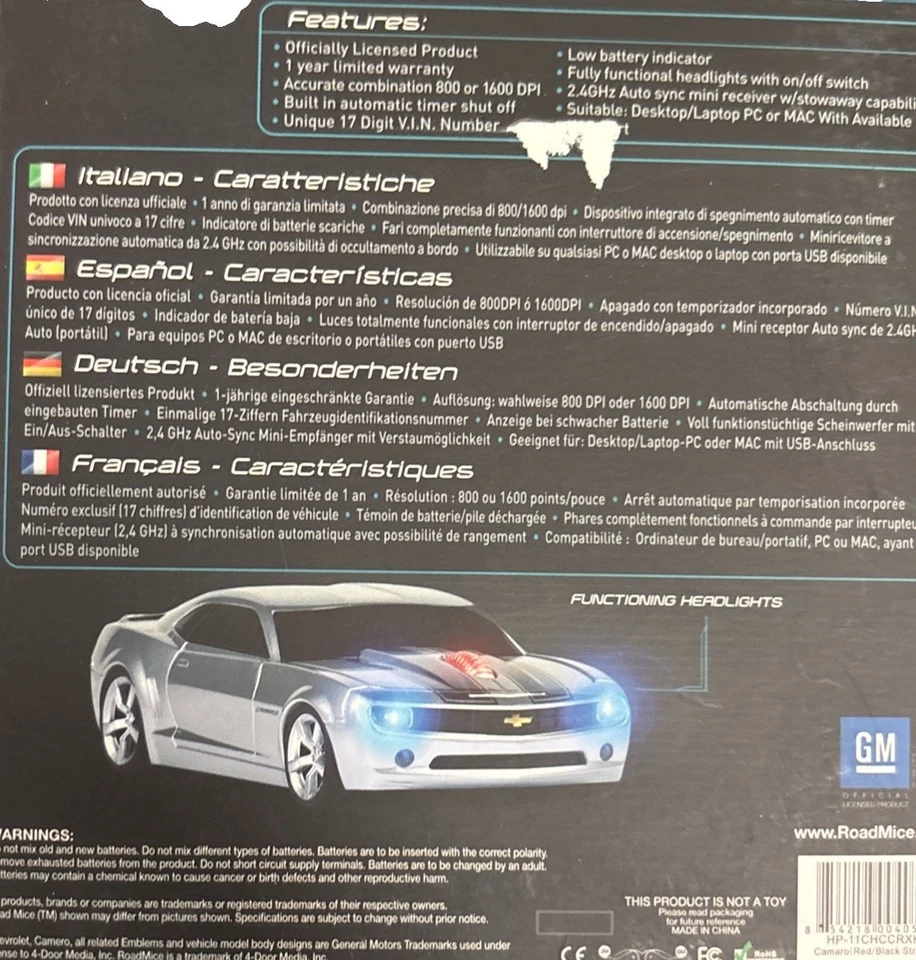 Features:
• Officially Licensed Product
• 1 year limited warranty
• Accurate combination 800 or 1600 DPI
• Built in automatic timer shut off
• Unique 17 Digit V.I.N. Number
• Low battery indicator
• Fully functional headlights with on/off switch
• 2.4GHz Auto sync mini receiver w/stowaway capabili
• Suitable: Desktop/Laptop PC or MAC With Available
Italiano - Caratteristiche
Prodotto con licenza ufficiale • 1 anno di garanzia limitata • Combinazione precisa di 800/1600 dpi • Dispositivo integrato di spegnimento automatico con timer
Codice VIN univoco a 17 cifre • Indicatore di batterie scariche • Fari completamente funzionanti con interruttore di accensione/spegnimento • Miniricevitore a
sincronizzazione automatica da 2.4 GHz con possibilità di occultamento a bordo • Utilizzabile su qualsiasi PC o MAC desktop o laptop con porta USB disponibile
Español - Características
Producto con licencia oficial • Garantía limitada por un año • Resolución de 800DPI ó 1600DPI • Apagado con temporizador incorporado • Número V.I.N
único de 17 dígitos • Indicador de batería baja • Luces totalmente funcionales con interruptor de encendido/apagado • Mini receptor Auto sync de 2.4GH
Auto (portátil) • Para equipos PC o MAC de escritorio o portátiles con puerto USB
Deutsch - Besonderheiten
Offiziell lizensiertes Produkt • 1-jährige eingeschränkte Garantie • Auflösung: wahlweise 800 DPI oder 1600 DPI • Automatische Abschaltung durch
eingebauten Timer • Einmalige 17-Ziffern Fahrzeugidentifikationsnummer • Anzeige bei schwacher Batterie • Voll funktionstüchtige Scheinwerfer mit
Ein/Aus-Schalter • 2,4 GHz Auto-Sync Mini-Empfänger mit Verstaumöglichkeit • Geeignet für: Desktop/Laptop-PC oder MAC mit USB-Anschluss
Français - Caractéristiques
Produit officiellement autorisé • Garantie limitée de 1 an • Résolution : 800 ou 1600 points/pouce • Arrêt automatique par temporisation incorporée
Numéro exclusif (17 chiffres) d'identification de véhicule • Témoin de batterie/pile déchargée • Phares complètement fonctionnels à commande par interrupteu
Mini-récepteur (2,4 GHz) à synchronisation automatique avec possibilité de rangement • Compatibilité : Ordinateur de bureau/portatif, PC ou MAC, ayant
port USB disponible
FUNCTIONING HEADLIGHTS
GM
OFFICIAL
LICENSED PRODUCT
ARNINGS:
not mix old and new batteries. Do not mix different types of batteries. Batteries are to be inserted with the correct polarity.
move exhausted batteries from the product. Do not short circuit supply terminals. Batteries are to be changed by an adult.
tteries may contain a chemical known to cause cancer or birth defects and other reproductive harm.
products, brands or companies are trademarks or registered trademarks of their respective owners.
ad Mice (TM) shown may differ from pictures shown. Specifications are subject to change without prior notice.
evrolet, Camero, all related Emblems and vehicle model body designs are General Motors Trademarks used under
nse to 4-Door Media, Inc. RoadMice is a trademark of 4-Door Media, Inc.
www.RoadMice.
THIS PRODUCT IS NOT A TOY
Please read packaging
for future reference
MADE IN CHINA
CE
FC
RoHS
8 54218 00405
HP-11CHCCRX
Camaro|Red/Black Str